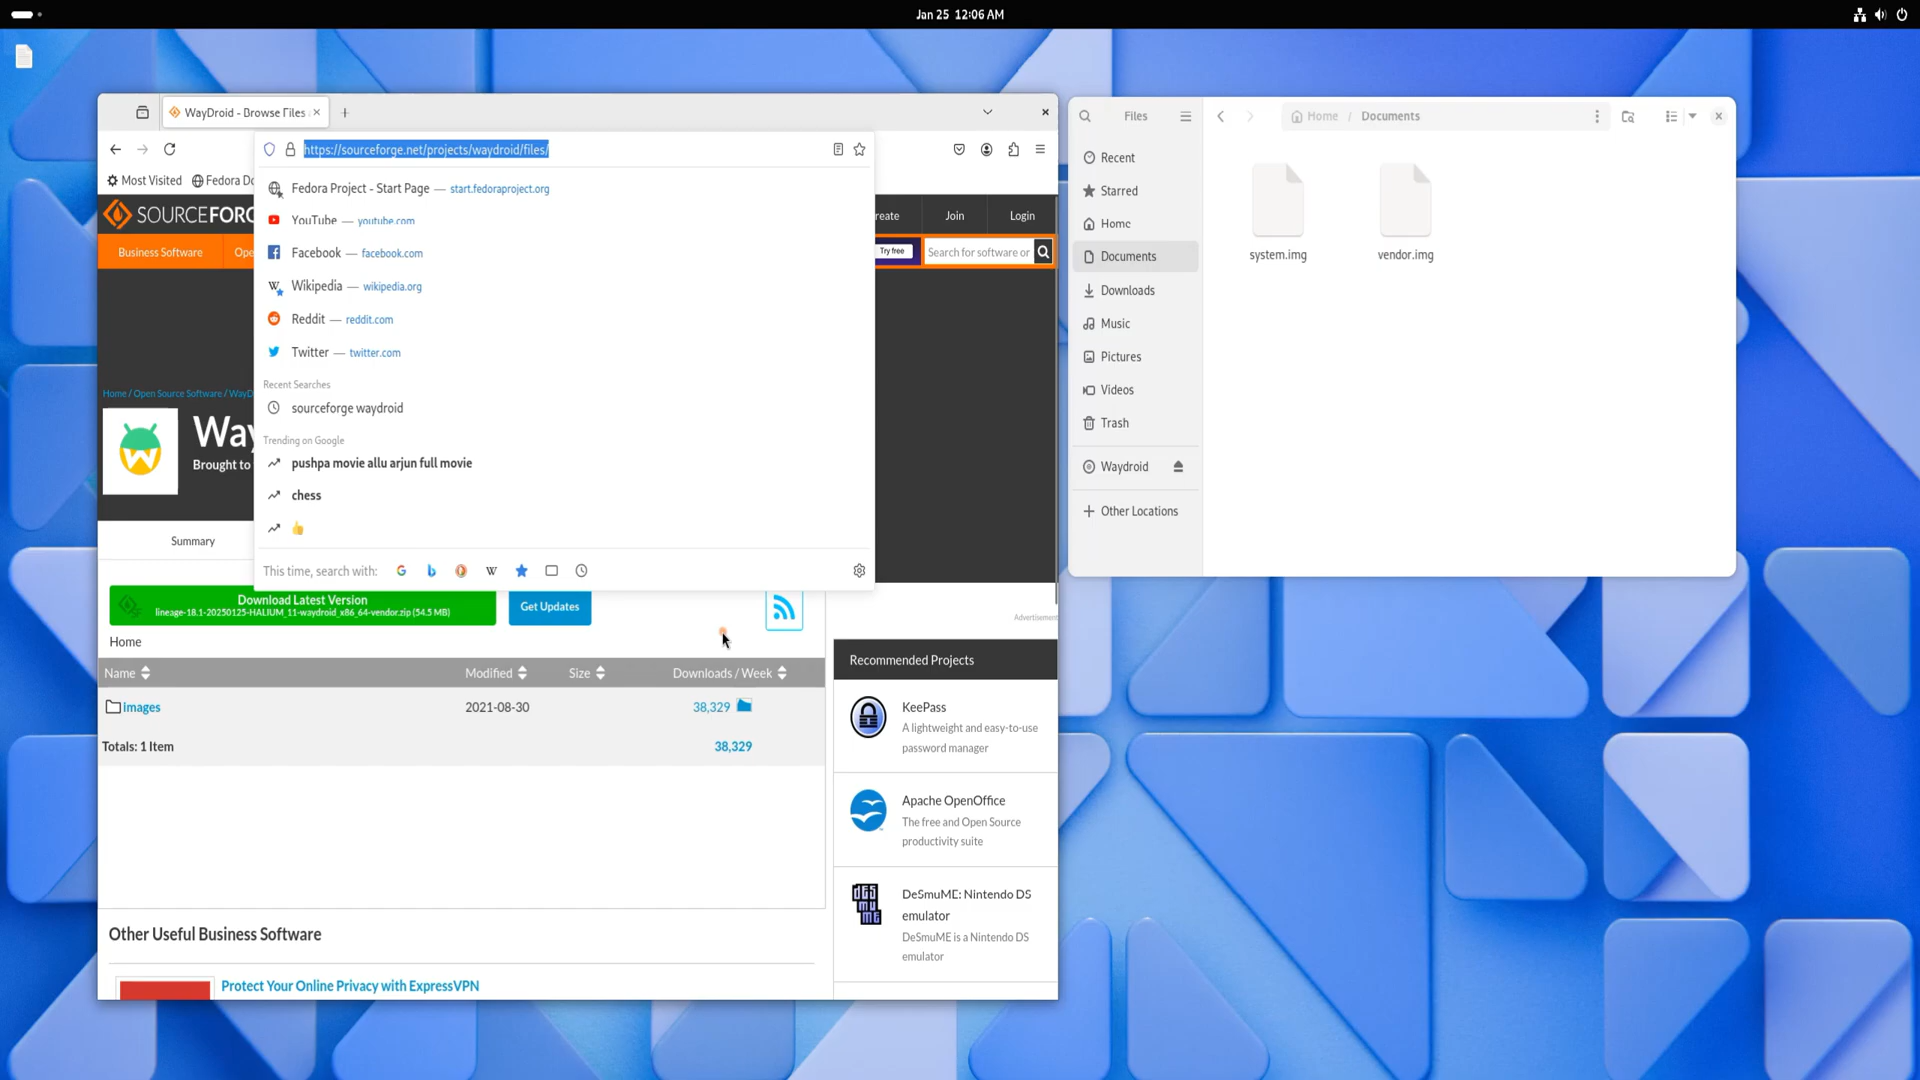 Jan 25 12:06 AM
WayDroid - Browse Files
https://sourceforge.net/projects/waydroid/files/
Most Visited
Fedora Do
Fedora Project - Start Page — start.fedoraproject.org
YouTube — youtube.com
Facebook — facebook.com
Wikipedia — wikipedia.org
Reddit — reddit.com
Twitter — twitter.com
Recent Searches
sourceforge waydroid
Trending on Google
pushpa movie allu arjun full movie
chess
👍
This time, search with:
SOURCEFORG
reate
Join
Login
Business Software
Ope
Try free
Search for software or
Home / Open Source Software / WayD
Way
Brought to
Summary
Download Latest Version
lineage-18.1-20250125-HALIUM_11-waydroid_x86_64-vendor.zip (54.5 MB)
Get Updates
Home
Name
Modified
Size
Downloads / Week
images
2021-08-30
38,329
Totals: 1 Item
38,329
Other Useful Business Software
Protect Your Online Privacy with ExpressVPN
Advertisement
Recommended Projects
KeePass
A lightweight and easy-to-use
password manager
Apache OpenOffice
The free and Open Source
productivity suite
DeSmuME: Nintendo DS
emulator
DeSmuME is a Nintendo DS
emulator
Files
Home / Documents
Recent
Starred
Home
Documents
Downloads
Music
Pictures
Videos
Trash
Waydroid
Other Locations
system.img
vendor.img